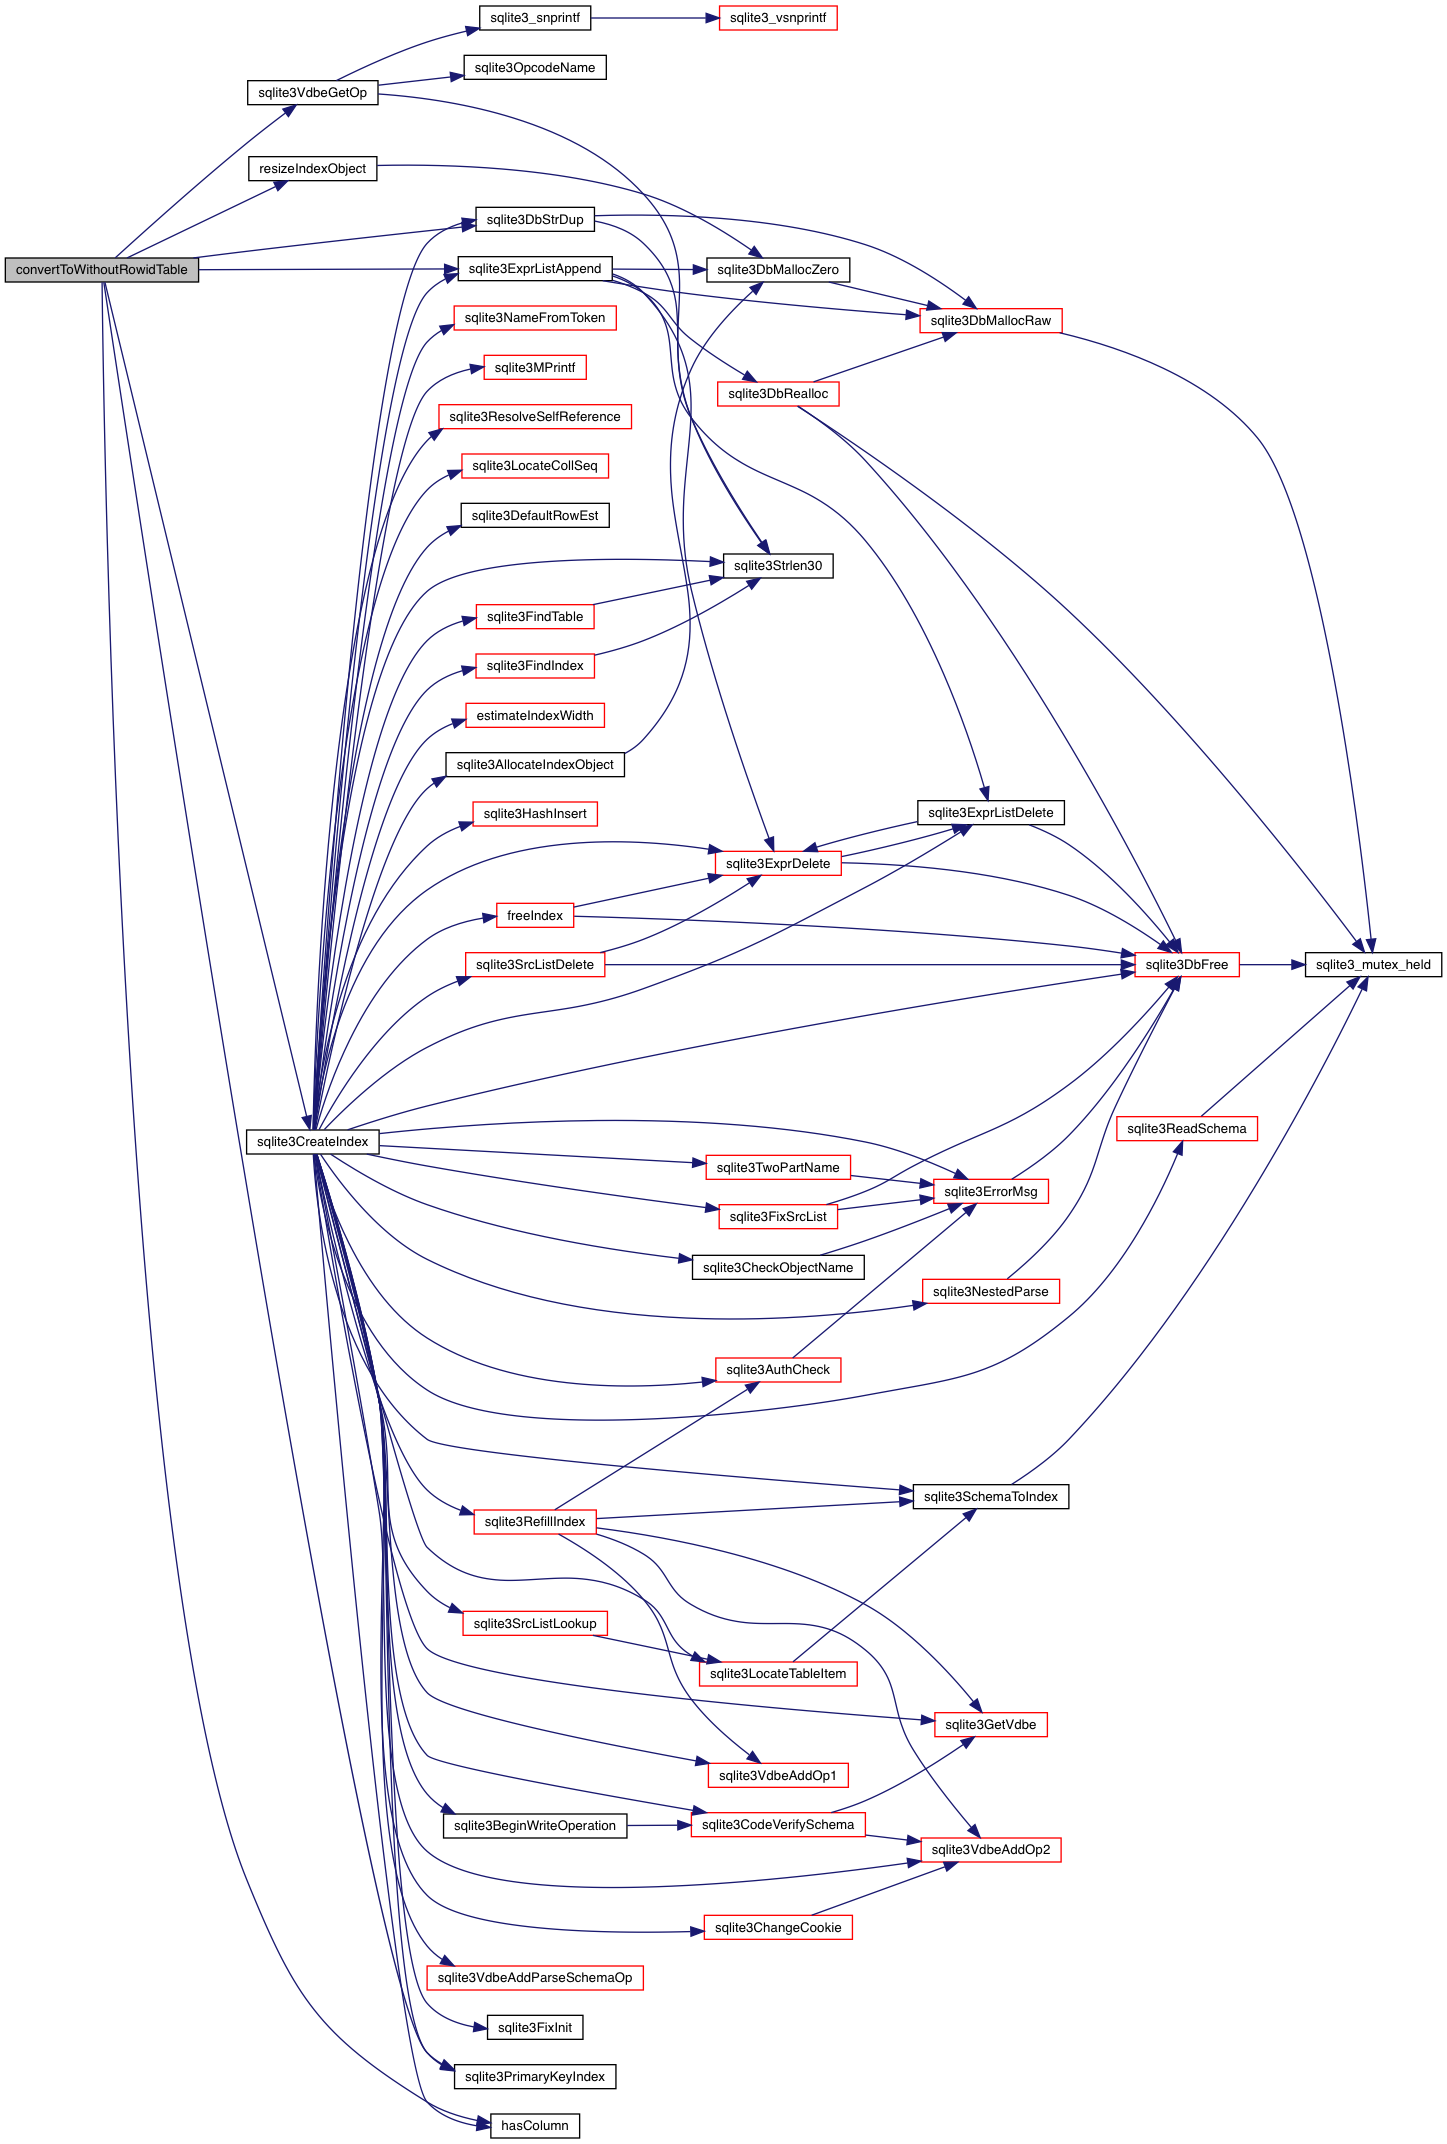 sqlite3_snprintf
sqlite3_vsnprintf
sqlite3OpcodeName
sqlite3VdbeGetOp
resizeIndexObject
sqlite3DbStrDup
convertToWithoutRowidTable
sqlite3ExprListAppend
sqlite3DbMallocZero
sqlite3NameFromToken
sqlite3DbMallocRaw
sqlite3MPrintf
sqlite3DbRealloc
sqlite3ResolveSelfReference
sqlite3LocateCollSeq
sqlite3DefaultRowEst
sqlite3Strlen30
sqlite3FindTable
sqlite3FindIndex
estimateIndexWidth
sqlite3AllocateIndexObject
sqlite3HashInsert
sqlite3ExprListDelete
sqlite3ExprDelete
freeIndex
sqlite3SrcListDelete
sqlite3DbFree
sqlite3_mutex_held
sqlite3ReadSchema
sqlite3CreateIndex
sqlite3TwoPartName
sqlite3ErrorMsg
sqlite3FixSrcList
sqlite3CheckObjectName
sqlite3NestedParse
sqlite3AuthCheck
sqlite3SchemaToIndex
sqlite3RefillIndex
sqlite3SrcListLookup
sqlite3LocateTableItem
sqlite3GetVdbe
sqlite3VdbeAddOp1
sqlite3BeginWriteOperation
sqlite3CodeVerifySchema
sqlite3VdbeAddOp2
sqlite3ChangeCookie
sqlite3VdbeAddParseSchemaOp
sqlite3FixInit
sqlite3PrimaryKeyIndex
hasColumn